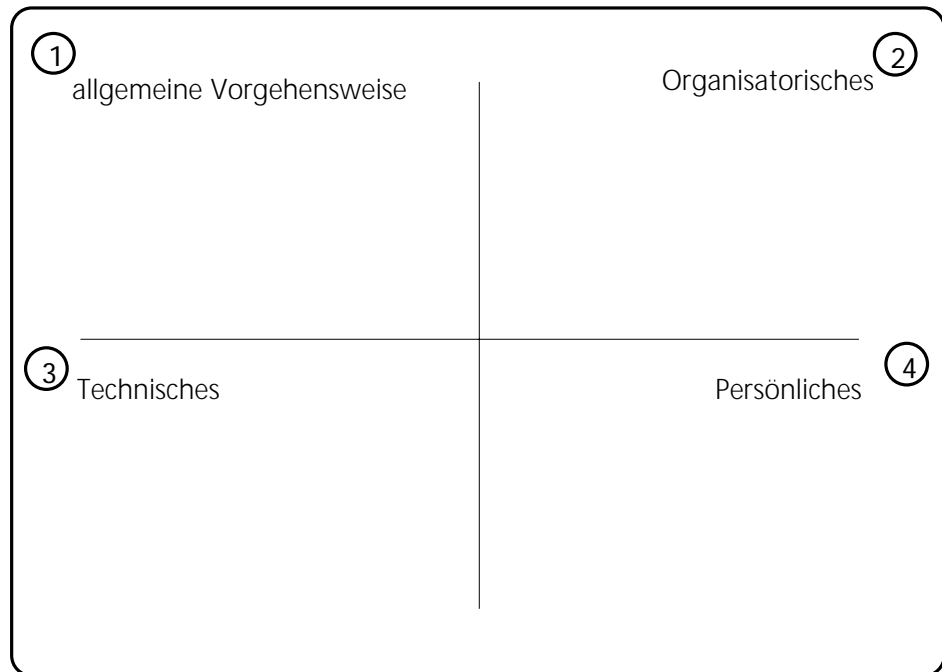 1
allgemeine Vorgehensweise
2
Organisatorisches
3
Technisches
4
Persönliches